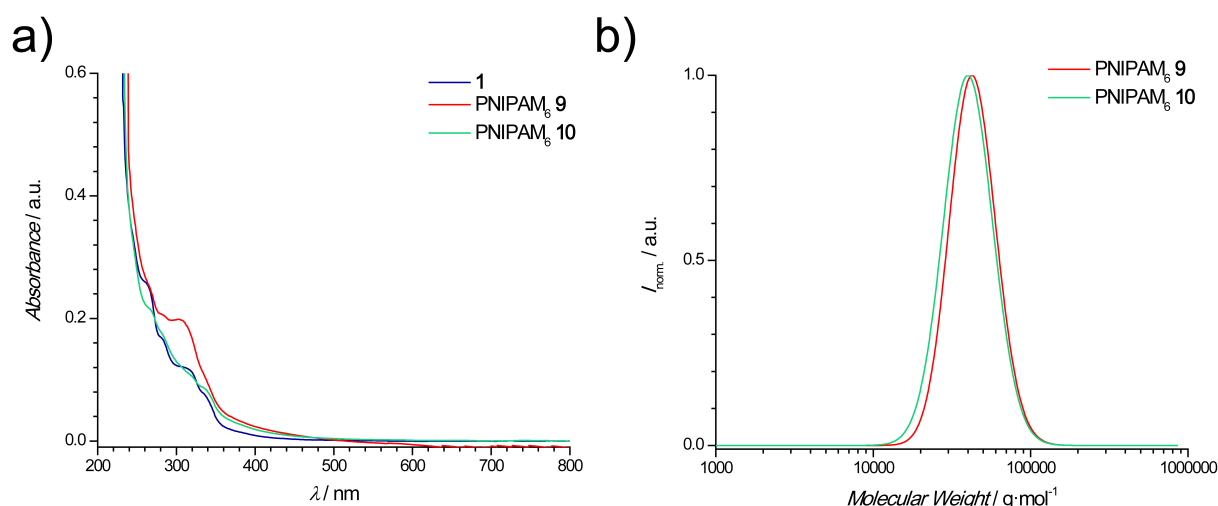 a)
0.6
0.4
0.2
0.0
Absorbance / a.u.
200 300 400 500 600 700 800
λ / nm
1
PNIPAM6 9
PNIPAM6 10
b)
1.0
0.5
0.0
Inorm. / a.u.
1000 10000 100000 1000000
Molecular Weight / g·mol-1
PNIPAM6 9
PNIPAM6 10